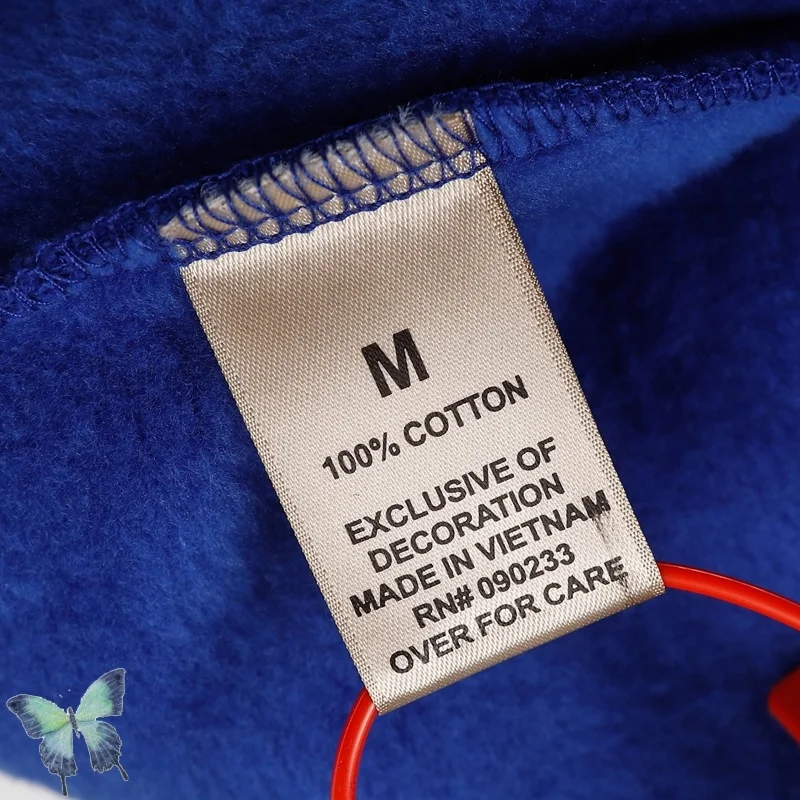 M
100% COTTON
EXCLUSIVE OF
DECORATION
MADE IN VIETNAM
RN# 090233
OVER FOR CARE